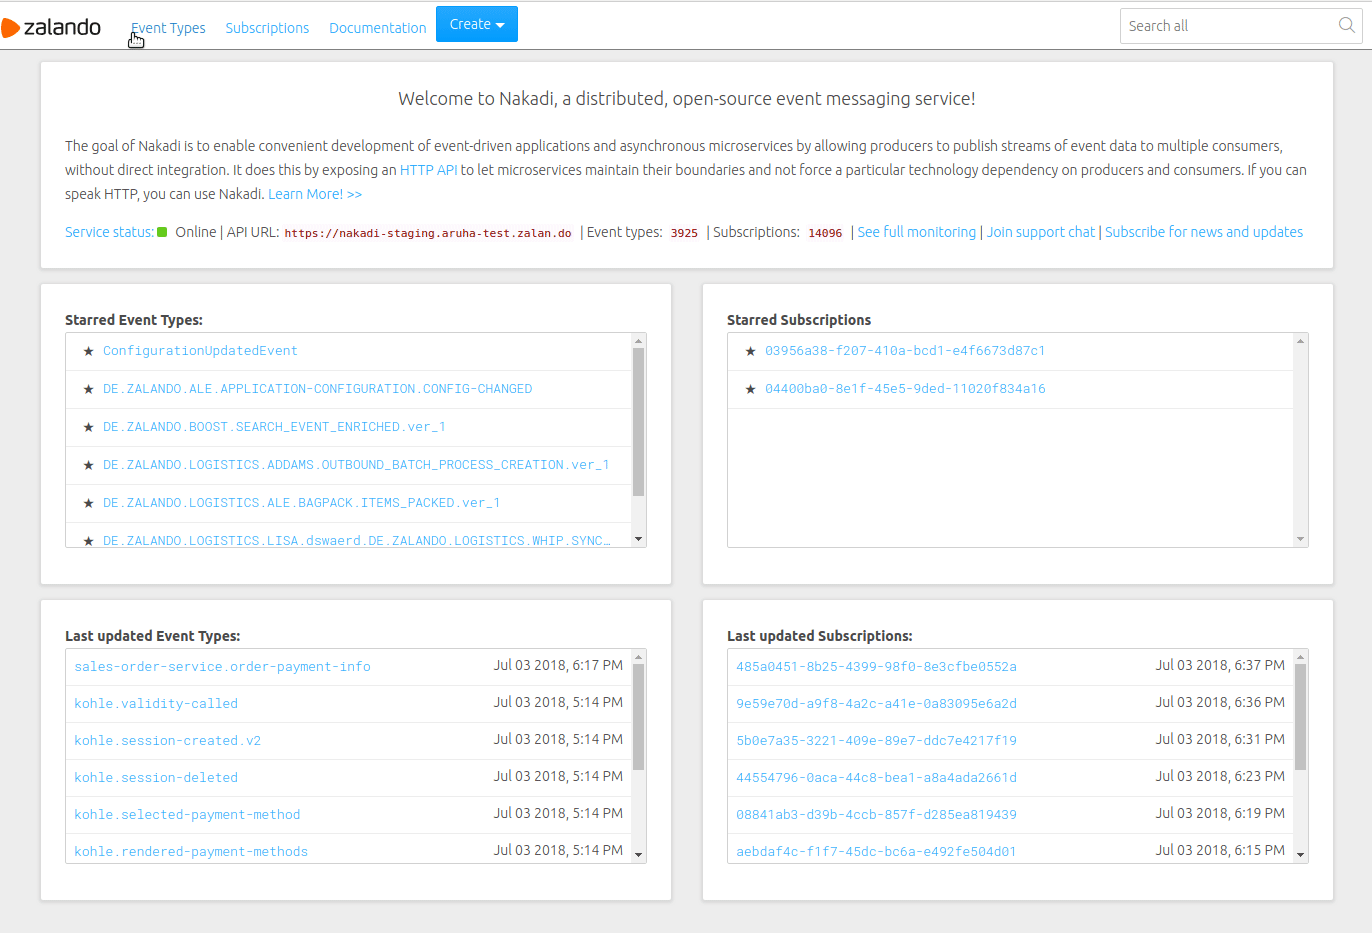 zalando Event Types Subscriptions Documentation Create Search all
Welcome to Nakadi, a distributed, open-source event messaging service!
The goal of Nakadi is to enable convenient development of event-driven applications and asynchronous microservices by allowing producers to publish streams of event data to multiple consumers,
without direct integration. It does this by exposing an HTTP API to let microservices maintain their boundaries and not force a particular technology dependency on producers and consumers. If you can
speak HTTP, you can use Nakadi. Learn More! >>
Service status: Online | API URL: https://nakadi-staging.aruha-test.zalan.do | Event types: 3925 | Subscriptions: 14096 | See full monitoring | Join support chat | Subscribe for news and updates
Starred Event Types:
★ ConfigurationUpdatedEvent
★ DE.ZALANDO.ALE.APPLICATION-CONFIGURATION.CONFIG-CHANGED
★ DE.ZALANDO.BOOST.SEARCH_EVENT_ENRICHED.ver_1
★ DE.ZALANDO.LOGISTICS.ADDAMS.OUTBOUND_BATCH_PROCESS_CREATION.ver_1
★ DE.ZALANDO.LOGISTICS.ALE.BAGPACK.ITEMS_PACKED.ver_1
★ DE.ZALANDO.LOGISTICS.LISA.dswaerd.DE.ZALANDO.LOGISTICS.WHIP.SYNC…
Starred Subscriptions
★ 03956a38-f207-410a-bcd1-e4f6673d87c1
★ 04400ba0-8e1f-45e5-9ded-11020f834a16
Last updated Event Types:
sales-order-service.order-payment-info Jul 03 2018, 6:17 PM
kohle.validity-called Jul 03 2018, 5:14 PM
kohle.session-created.v2 Jul 03 2018, 5:14 PM
kohle.session-deleted Jul 03 2018, 5:14 PM
kohle.selected-payment-method Jul 03 2018, 5:14 PM
kohle.rendered-payment-methods Jul 03 2018, 5:14 PM
Last updated Subscriptions:
485a0451-8b25-4399-98f0-8e3cfbe0552a Jul 03 2018, 6:37 PM
9e59e70d-a9f8-4a2c-a41e-0a83095e6a2d Jul 03 2018, 6:36 PM
5b0e7a35-3221-409e-89e7-ddc7e4217f19 Jul 03 2018, 6:31 PM
44554796-0aca-44c8-bea1-a8a4ada2661d Jul 03 2018, 6:23 PM
08841ab3-d39b-4ccb-857f-d285ea819439 Jul 03 2018, 6:19 PM
aebdaf4c-f1f7-45dc-bc6a-e492fe504d01 Jul 03 2018, 6:15 PM